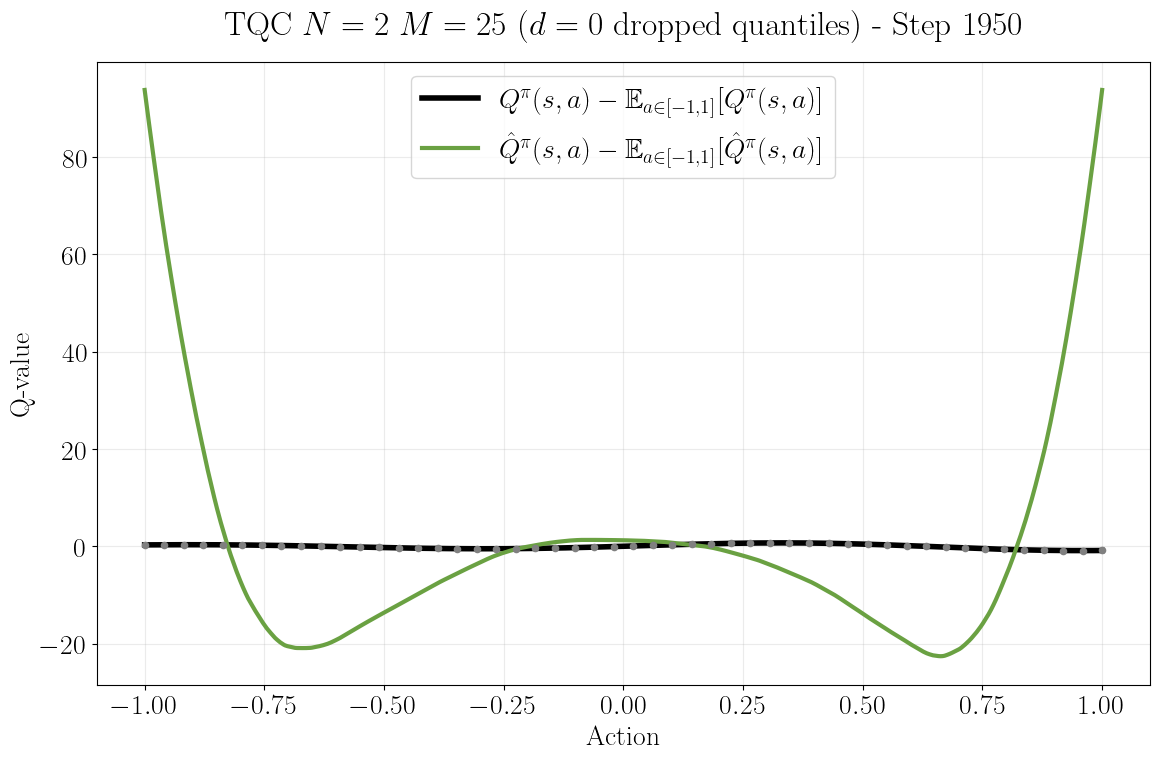 TQC N = 2 M = 25 (d = 0 dropped quantiles) - Step 1950
Q^π(s, a) − 𝔼_{a∈[−1,1]}[Q^π(s, a)]
Q̂^π(s, a) − 𝔼_{a∈[−1,1]}[Q̂^π(s, a)]
80
60
40
20
0
−20
Q-value
−1.00 −0.75 −0.50 −0.25 0.00 0.25 0.50 0.75 1.00
Action